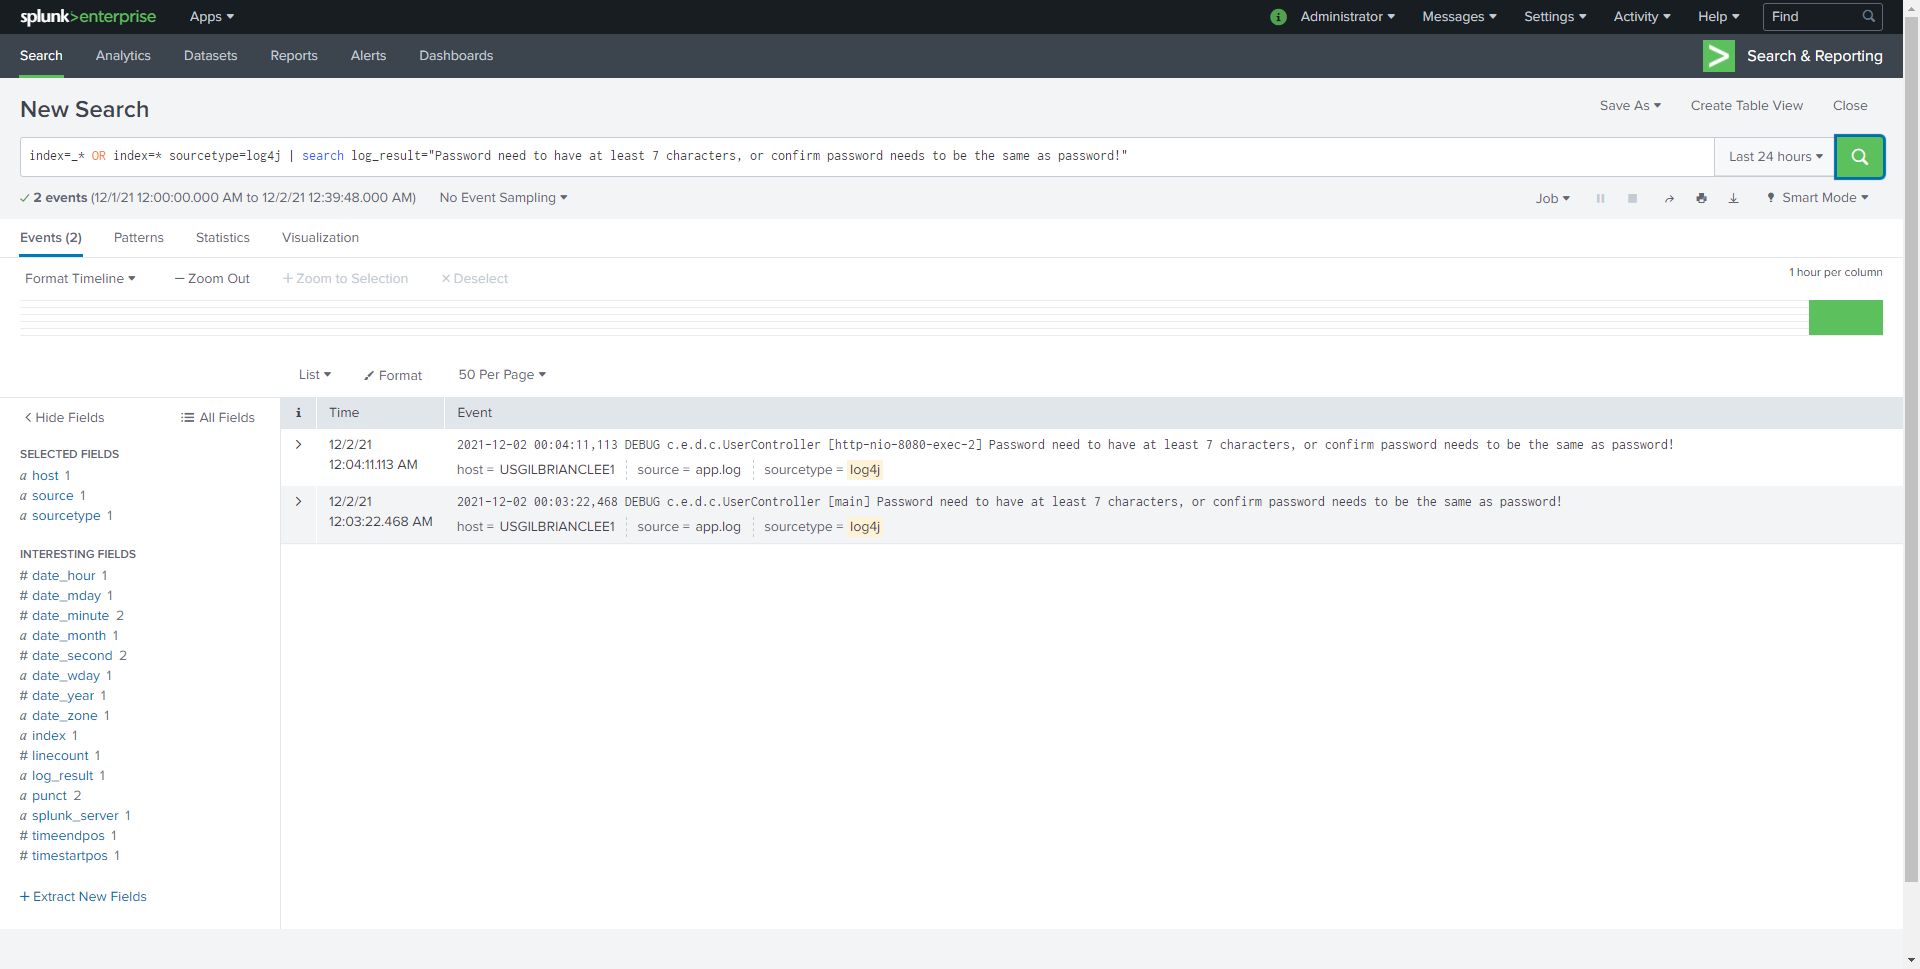 splunk>enterprise Apps Administrator Messages Settings Activity Help Find
Search Analytics Datasets Reports Alerts Dashboards Search & Reporting
New Search Save As Create Table View Close
index=_* OR index=* sourcetype=log4j | search log_result="Password need to have at least 7 characters, or confirm password needs to be the same as password!" Last 24 hours
2 events (12/1/21 12:00:00.000 AM to 12/2/21 12:39:48.000 AM) No Event Sampling Job Smart Mode
Events (2) Patterns Statistics Visualization
Format Timeline — Zoom Out + Zoom to Selection × Deselect 1 hour per column
List Format 50 Per Page
< Hide Fields All Fields
i Time Event
SELECTED FIELDS
a host 1
a source 1
a sourcetype 1
INTERESTING FIELDS
# date_hour 1
# date_mday 1
# date_minute 2
a date_month 1
# date_second 2
a date_wday 1
# date_year 1
a date_zone 1
a index 1
# linecount 1
a log_result 1
a punct 2
a splunk_server 1
# timeendpos 1
# timestartpos 1
+ Extract New Fields
12/2/21
12:04:11.113 AM
2021-12-02 00:04:11,113 DEBUG c.e.d.c.UserController [http-nio-8080-exec-2] Password need to have at least 7 characters, or confirm password needs to be the same as password!
host = USGILBRIANCLEE1 source = app.log sourcetype = log4j
12/2/21
12:03:22.468 AM
2021-12-02 00:03:22,468 DEBUG c.e.d.c.UserController [main] Password need to have at least 7 characters, or confirm password needs to be the same as password!
host = USGILBRIANCLEE1 source = app.log sourcetype = log4j